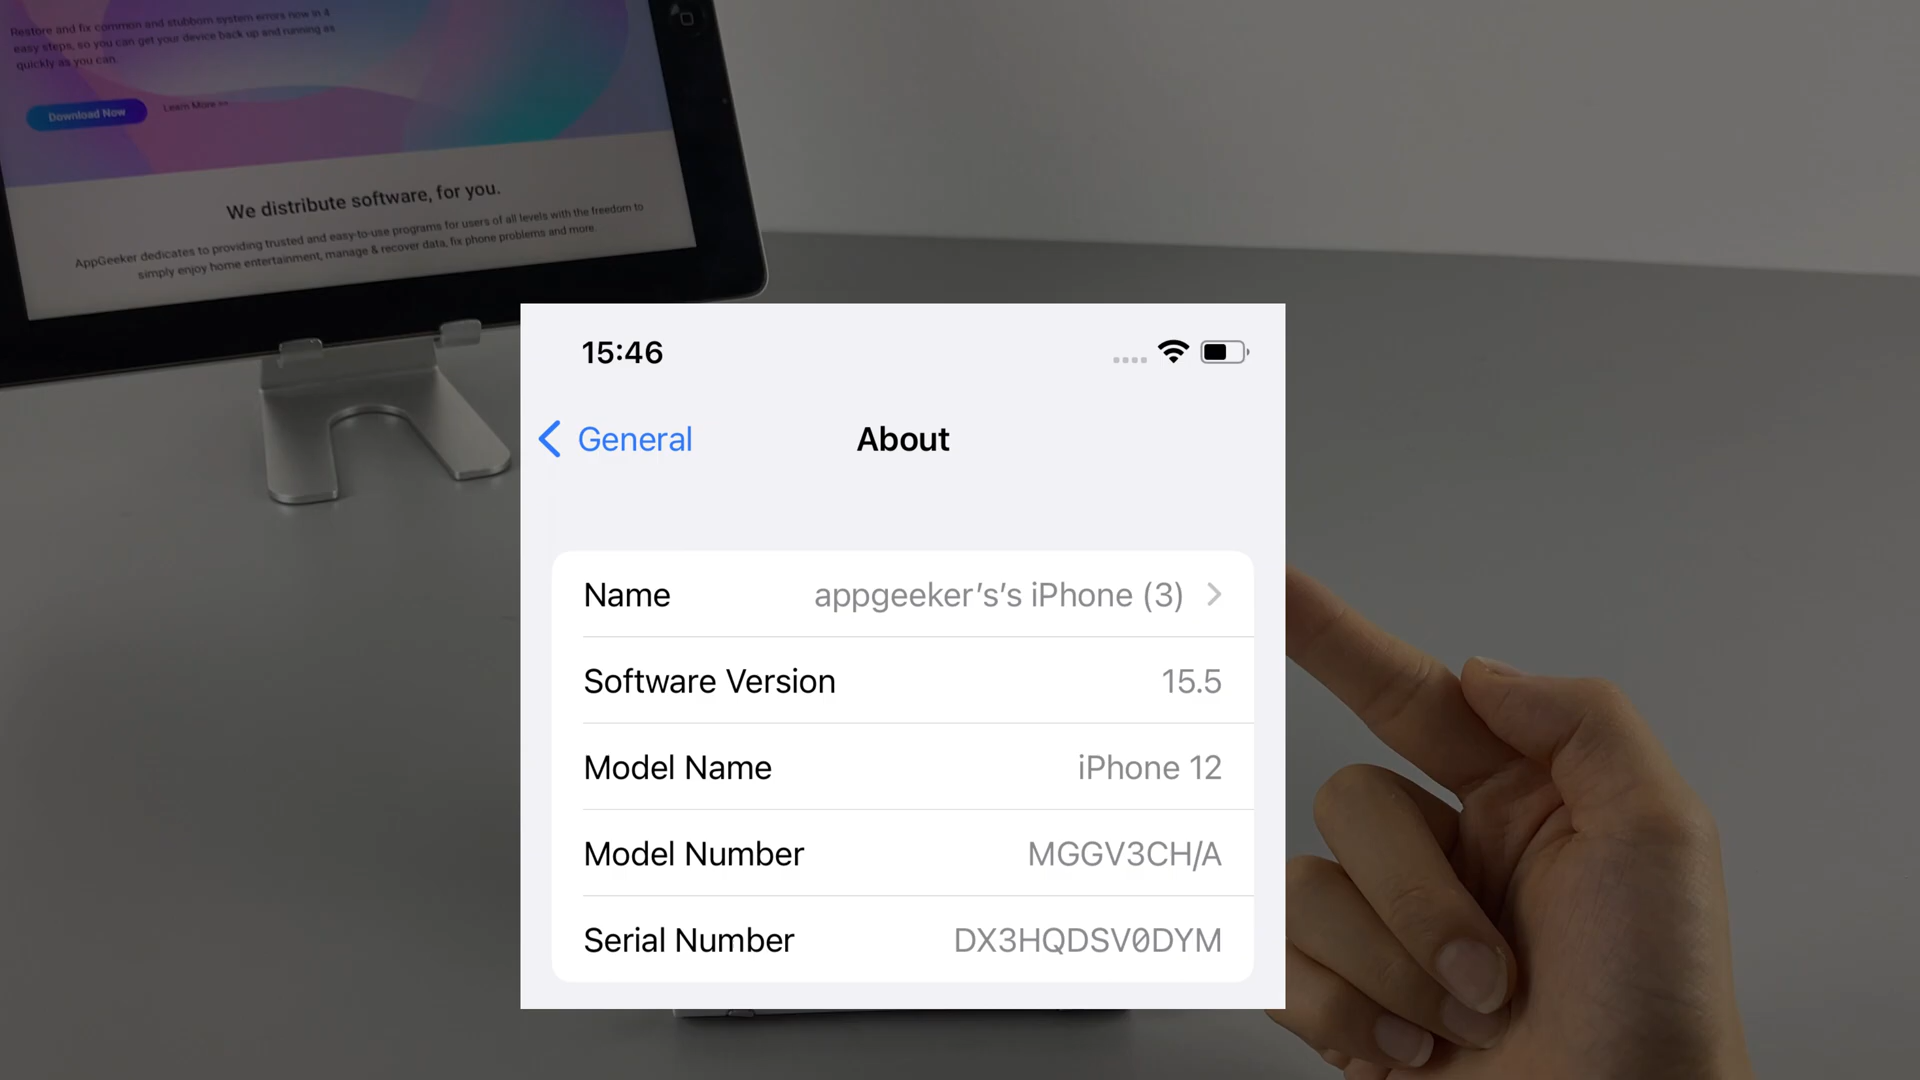 Restore and fix common and stubborn system errors now in 4
easy steps, so you can get your device back up and running as
quickly as you can.
Download Now
Learn More >>
We distribute software, for you.
AppGeeker dedicates to providing trusted and easy-to-use programs for users of all levels with the freedom to
simply enjoy home entertainment, manage & recover data, fix phone problems and more.
15:46
General
About
Name appgeeker’s’s iPhone (3)
Software Version 15.5
Model Name iPhone 12
Model Number MGGV3CH/A
Serial Number DX3HQDSV0DYM